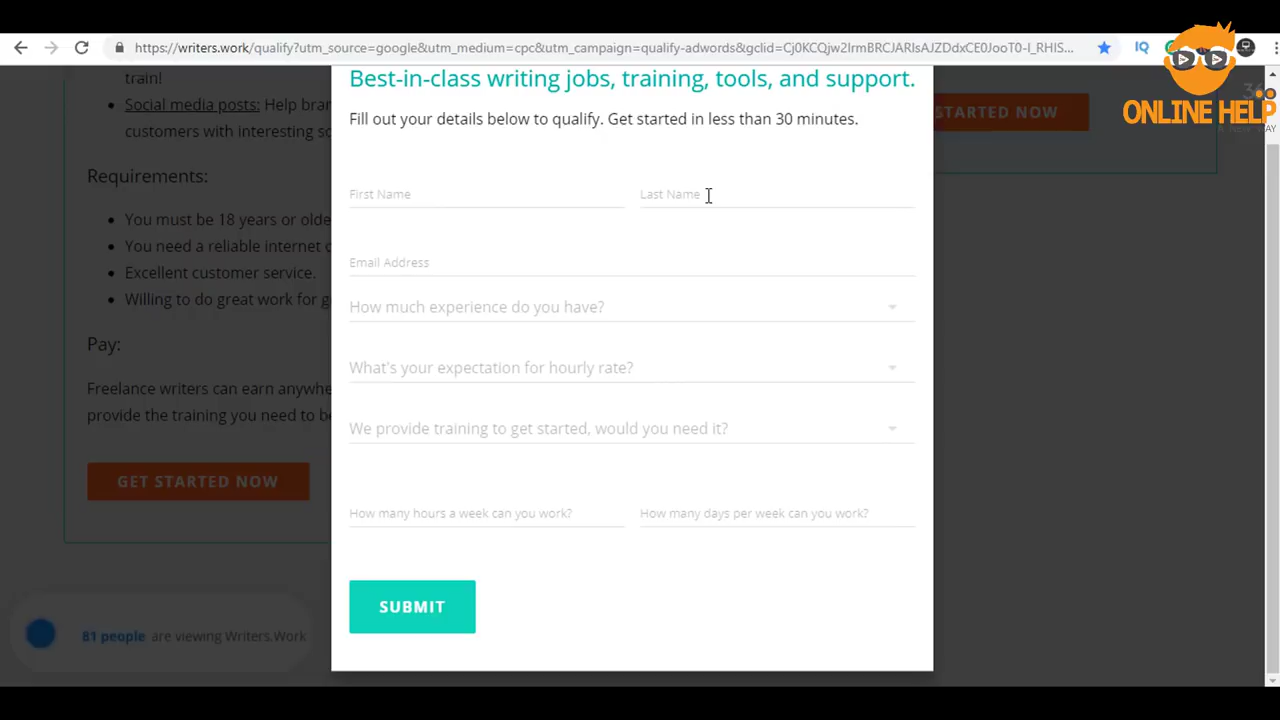 https://writers.work/qualify?utm_source=google&utm_medium=cpc&utm_campaign=qualify-adwords&gclid=
IQ
ONLINE HELP
train!
Social media posts: Help bran
customers with interesting so
Requirements:
You must be 18 years or olde
You need a reliable internet c
Excellent customer service.
Willing to do great work for g
Pay:
Freelance writers can earn anywhe
provide the training you need to be
GET STARTED NOW
81 people are viewing Writers.Work
Best-in-class writing jobs, training, tools, and support.
Fill out your details below to qualify. Get started in less than 30 minutes.
First Name
Last Name
Email Address
How much experience do you have?
What's your expectation for hourly rate?
We provide training to get started, would you need it?
How many hours a week can you work?
How many days per week can you work?
SUBMIT
STARTED NOW